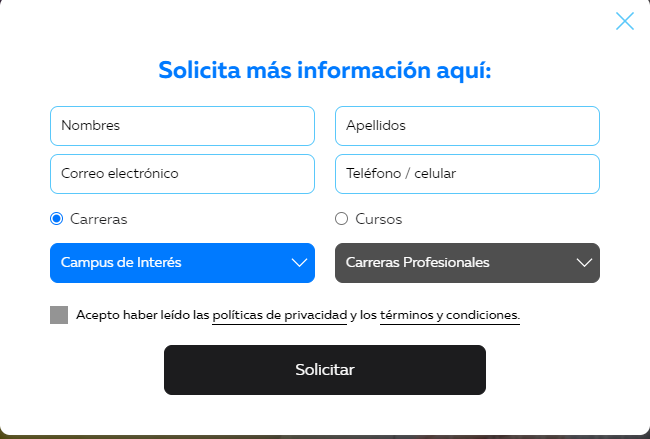 Solicita más información aquí:
Nombres
Apellidos
Correo electrónico
Teléfono / celular
Carreras
Cursos
Campus de Interés
Carreras Profesionales
Acepto haber leído las políticas de privacidad y los términos y condiciones.
Solicitar